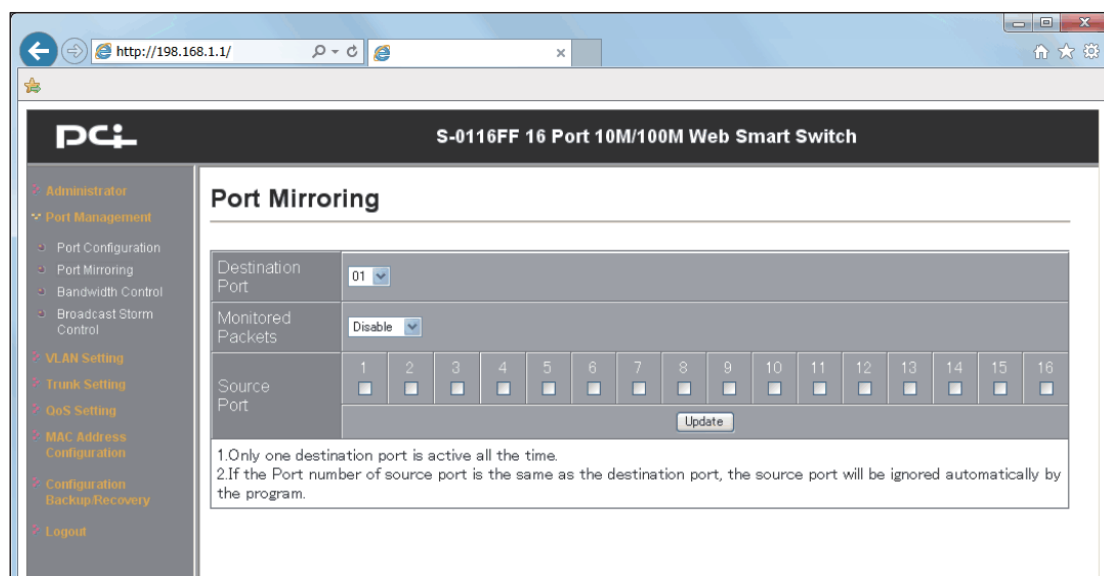 http://198.168.1.1/
PCi
S-0116FF 16 Port 10M/100M Web Smart Switch
Administrator
Port Management
Port Configuration
Port Mirroring
Bandwidth Control
Broadcast Storm
Control
VLAN Setting
Trunk Setting
QoS Setting
MAC Address
Configuration
Configuration
Backup/Recovery
Logout
Port Mirroring
Destination
Port
01
Monitored
Packets
Disable
Source
Port
1 2 3 4 5 6 7 8 9 10 11 12 13 14 15 16
Update
1.Only one destination port is active all the time.
2.If the Port number of source port is the same as the destination port, the source port will be ignored automatically by
the program.